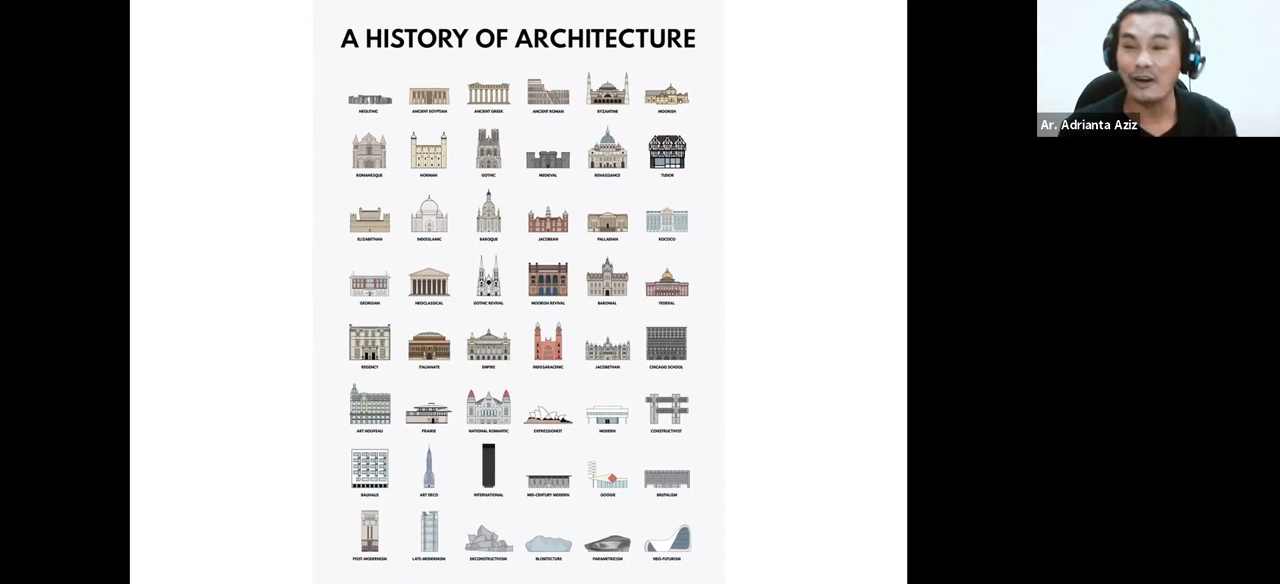 A HISTORY OF ARCHITECTURE
Ar. Adrianta Aziz
NEOLITHIC ANCIENT EGYPTIAN ANCIENT GREEK ANCIENT ROMAN BYZANTINE MOORISH
ROMANESQUE NORMAN GOTHIC MEDIEVAL RENAISSANCE TUDOR
ELIZABETHAN INDOISLAMIC BAROQUE JACOBEAN PALLADIAN ROCOCO
GEORGIAN NEOCLASSICAL GOTHIC REVIVAL MOORISH REVIVAL BARONIAL FEDERAL
REGENCY ITALIANATE EMPIRE INDOSARACENIC JACOBETHAN CHICAGO SCHOOL
ART NOUVEAU PRAIRIE NATIONAL ROMANTIC EXPRESSIONIST MODERN CONSTRUCTIVIST
BAUHAUS ART DECO INTERNATIONAL MID-CENTURY MODERN GOOGIE BRUTALISM
POST-MODERNISM LATE-MODERNISM DECONSTRUCTIVISM BLOBITECTURE PARAMETRICISM NEO-FUTURISM